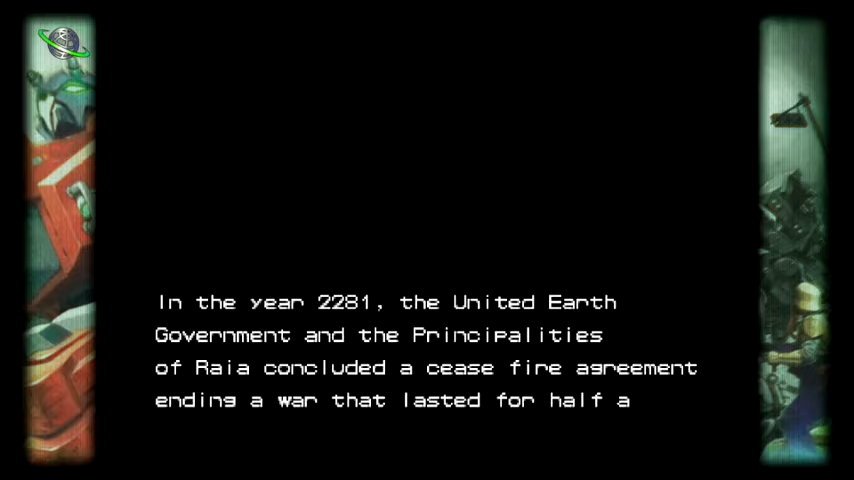 In the year 2281, the United Earth
Government and the Principalities
of Raia concluded a cease fire agreement
ending a war that lasted for half a